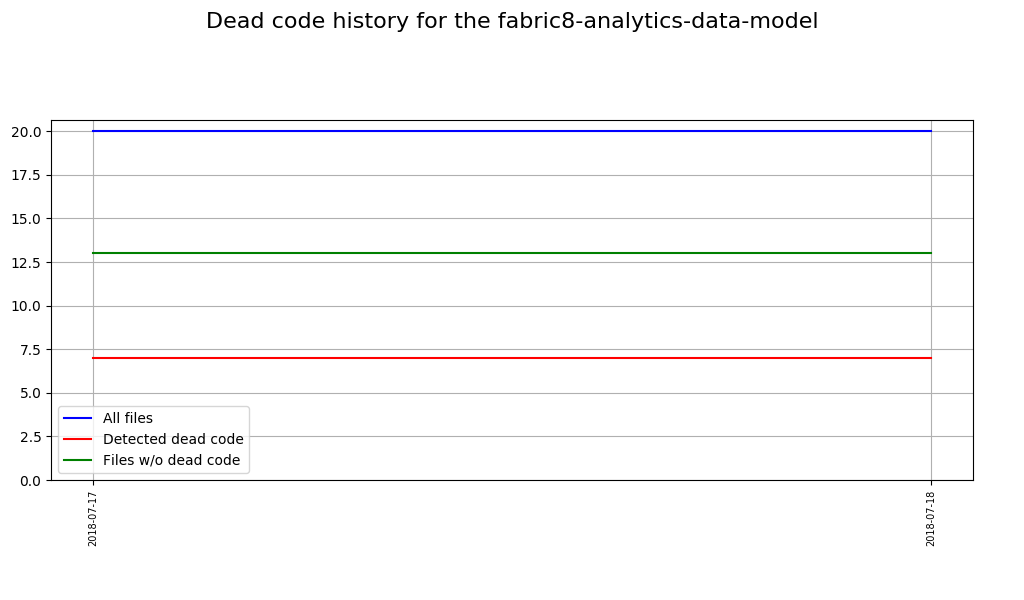 Dead code history for the fabric8-analytics-data-model
20.0
17.5
15.0
12.5
10.0
7.5
5.0
2.5
0.0
All files
Detected dead code
Files w/o dead code
2018-07-17
2018-07-18